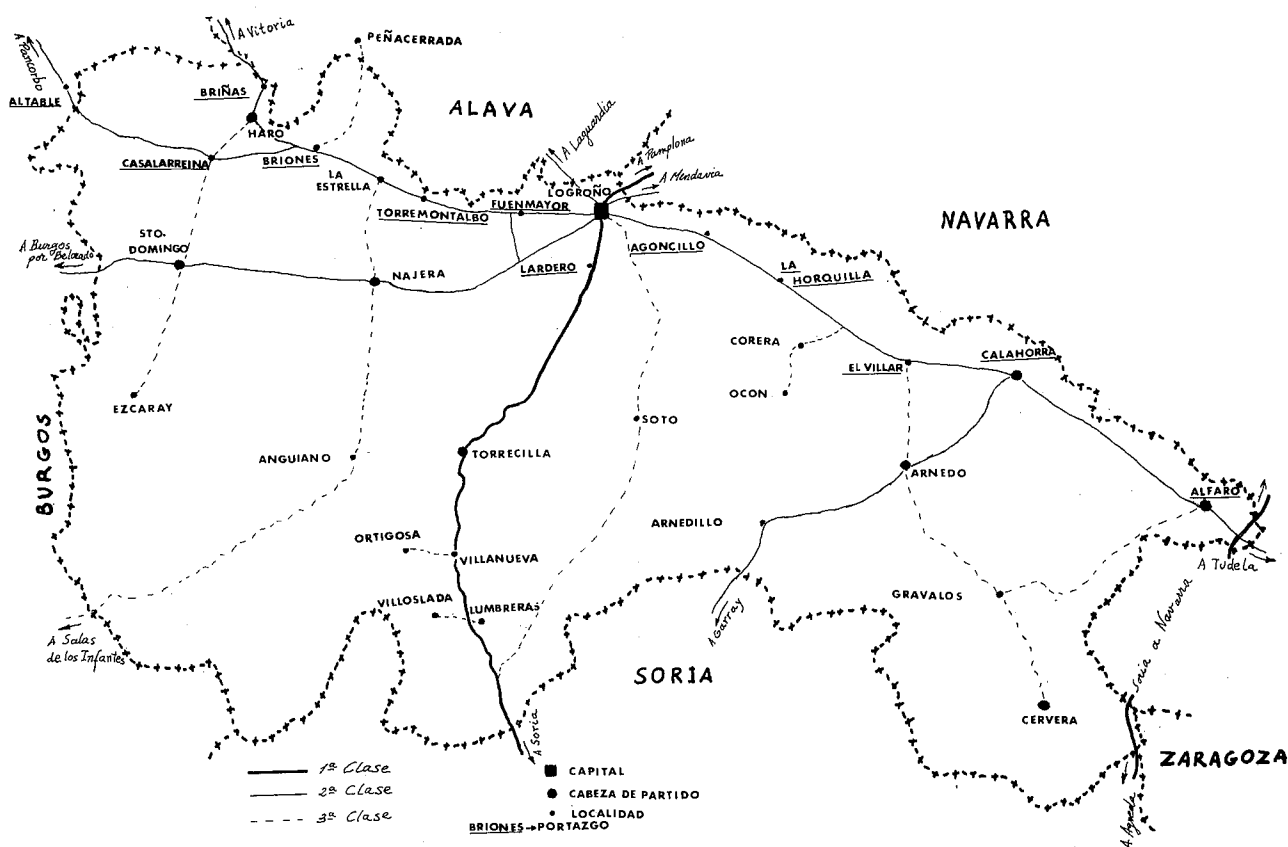 A Vitoria
A Pancorbo
PEÑACERRADA
ALTABLE
BRIÑAS
ALAVA
HARO
A Laguardia
A Pamplona
CASALARREINA
BRIONES
LA
ESTRELLA
LOGROÑO
A Mendavia
TORREMONTALBO
FUENMAYOR
NAVARRA
STO.
DOMINGO
A Burgos
por Belorado
AGONCILLO
NAJERA
LARDERO
LA
HORQUILLA
CORERA
EL VILLAR
CALAHORRA
OCON
EZCARAY
SOTO
BURGOS
ANGUIANO
TORRECILLA
ARNEDO
ALFARO
ARNEDILLO
ORTIGOSA
VILLANUEVA
A Tudela
VILLOSLADA
LUMBRERAS
GRAVALOS
A Garray
A Salas
de los Infantes
SORIA
Soria a Navarra
CERVERA
A Soria
ZARAGOZA
A Agreda
1ª Clase
2ª Clase
3ª Clase
CAPITAL
CABEZA DE PARTIDO
LOCALIDAD
BRIONES→PORTAZGO